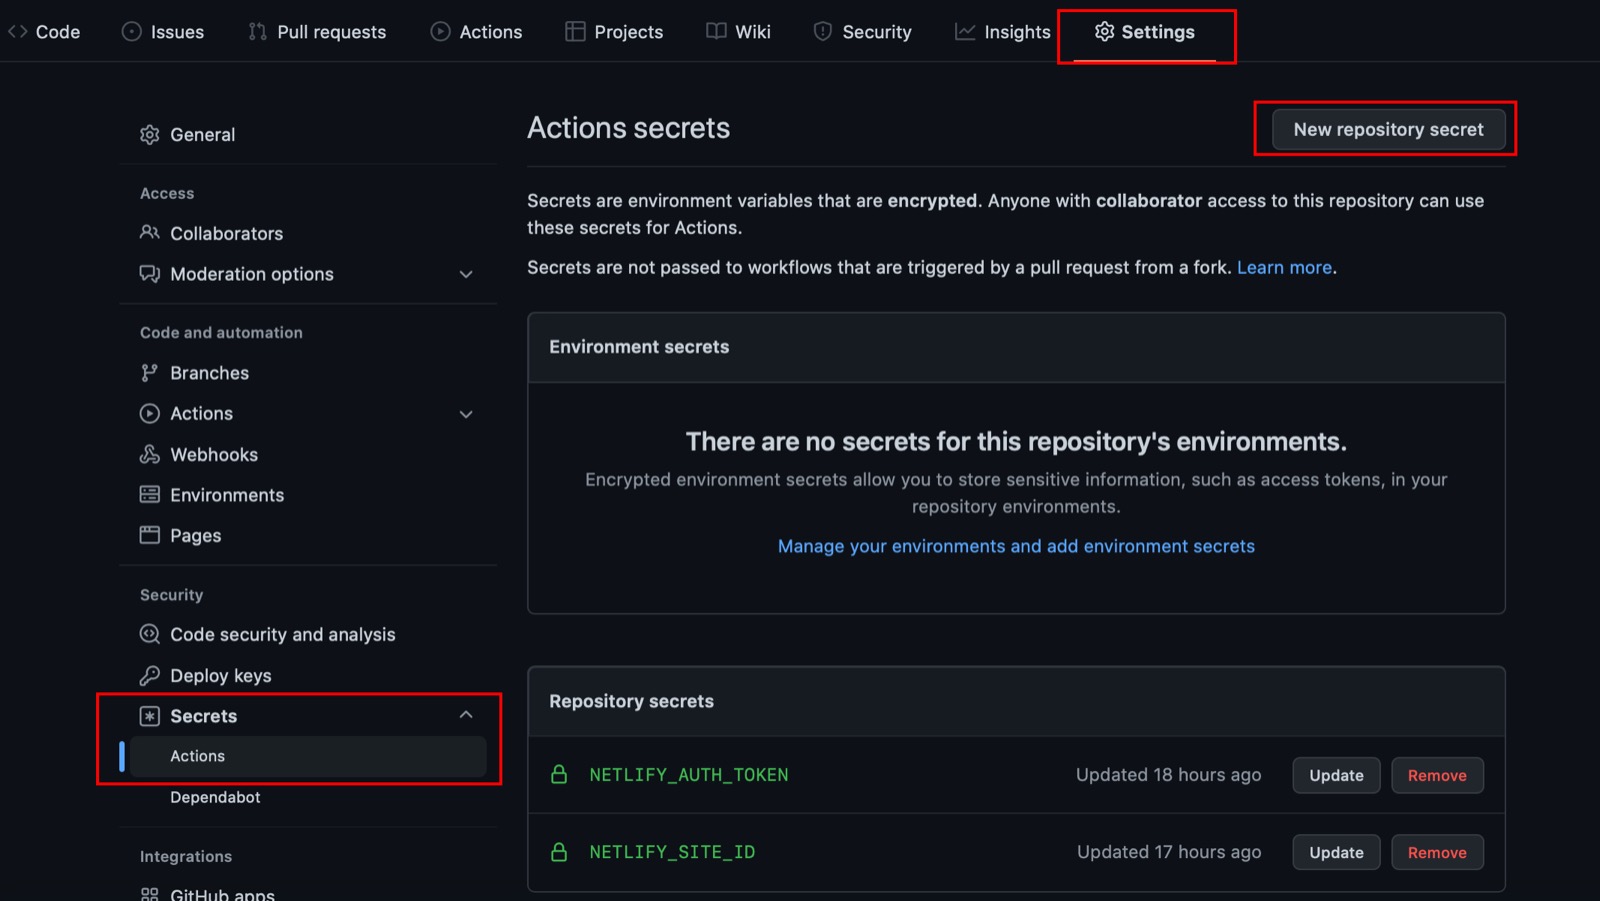 Code Issues Pull requests Actions Projects Wiki Security Insights Settings
General
Access
Collaborators
Moderation options
Code and automation
Branches
Actions
Webhooks
Environments
Pages
Security
Code security and analysis
Deploy keys
Secrets
Actions
Dependabot
Integrations
GitHub apps
Actions secrets
New repository secret
Secrets are environment variables that are encrypted. Anyone with collaborator access to this repository can use
these secrets for Actions.
Secrets are not passed to workflows that are triggered by a pull request from a fork. Learn more.
Environment secrets
There are no secrets for this repository's environments.
Encrypted environment secrets allow you to store sensitive information, such as access tokens, in your
repository environments.
Manage your environments and add environment secrets
Repository secrets
NETLIFY_AUTH_TOKEN Updated 18 hours ago Update Remove
NETLIFY_SITE_ID Updated 17 hours ago Update Remove